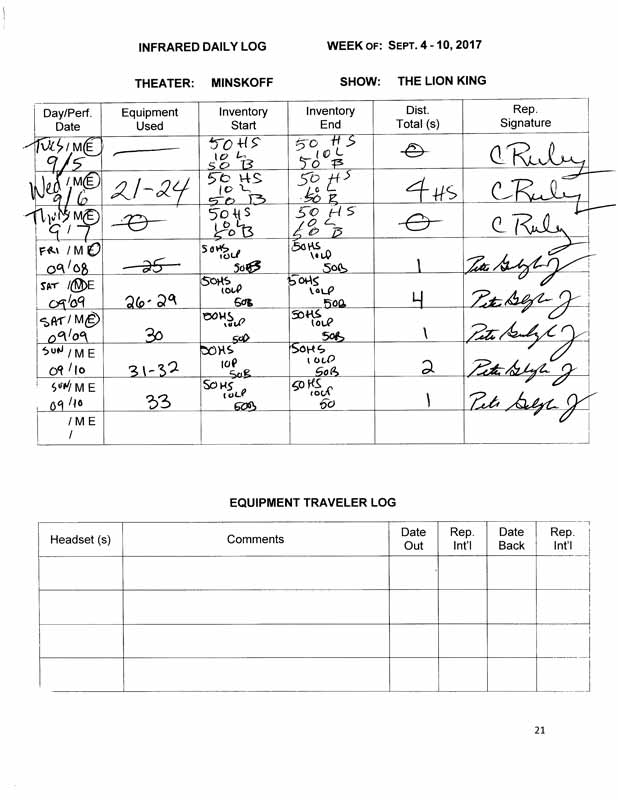 INFRARED DAILY LOG WEEK OF: SEPT. 4 - 10, 2017
THEATER: MINSKOFF SHOW: THE LION KING
Day/Perf. Date Equipment Used Inventory Start Inventory End Dist. Total (s) Rep. Signature
TUES / M E 9/5 — 50 HS 10 L 50 B 50 HS 10 L 50 B 0 C Ruley
Wed / M E 9/6 21-24 50 HS 10 L 50 B 50 HS 10 L 50 B 4 HS C Ruley
Thurs M E 9/7 0 50 HS 10 L 50 B 50 HS 10 L 50 B 0 C Ruley
FRI / M E 09/08 25 50HS 10LP 50B 50HS 10LP 50B 1 Pete
SAT / M E 09/09 26-29 50HS 10LP 50B 50HS 10LP 50B 4 Pete
SAT / M E 09/09 30 50HS 10LP 50B 50HS 10LP 50B 1 Pete
SUN / M E 09/10 31-32 50HS 10P 50B 50HS 10LP 50B 2 Pete
SUN / M E 09/10 33 50HS 10LP 50B 50HS 10LP 50 1 Pete
/ M E
/
EQUIPMENT TRAVELER LOG
Headset (s) Comments Date Out Rep. Int'l Date Back Rep. Int'l
21